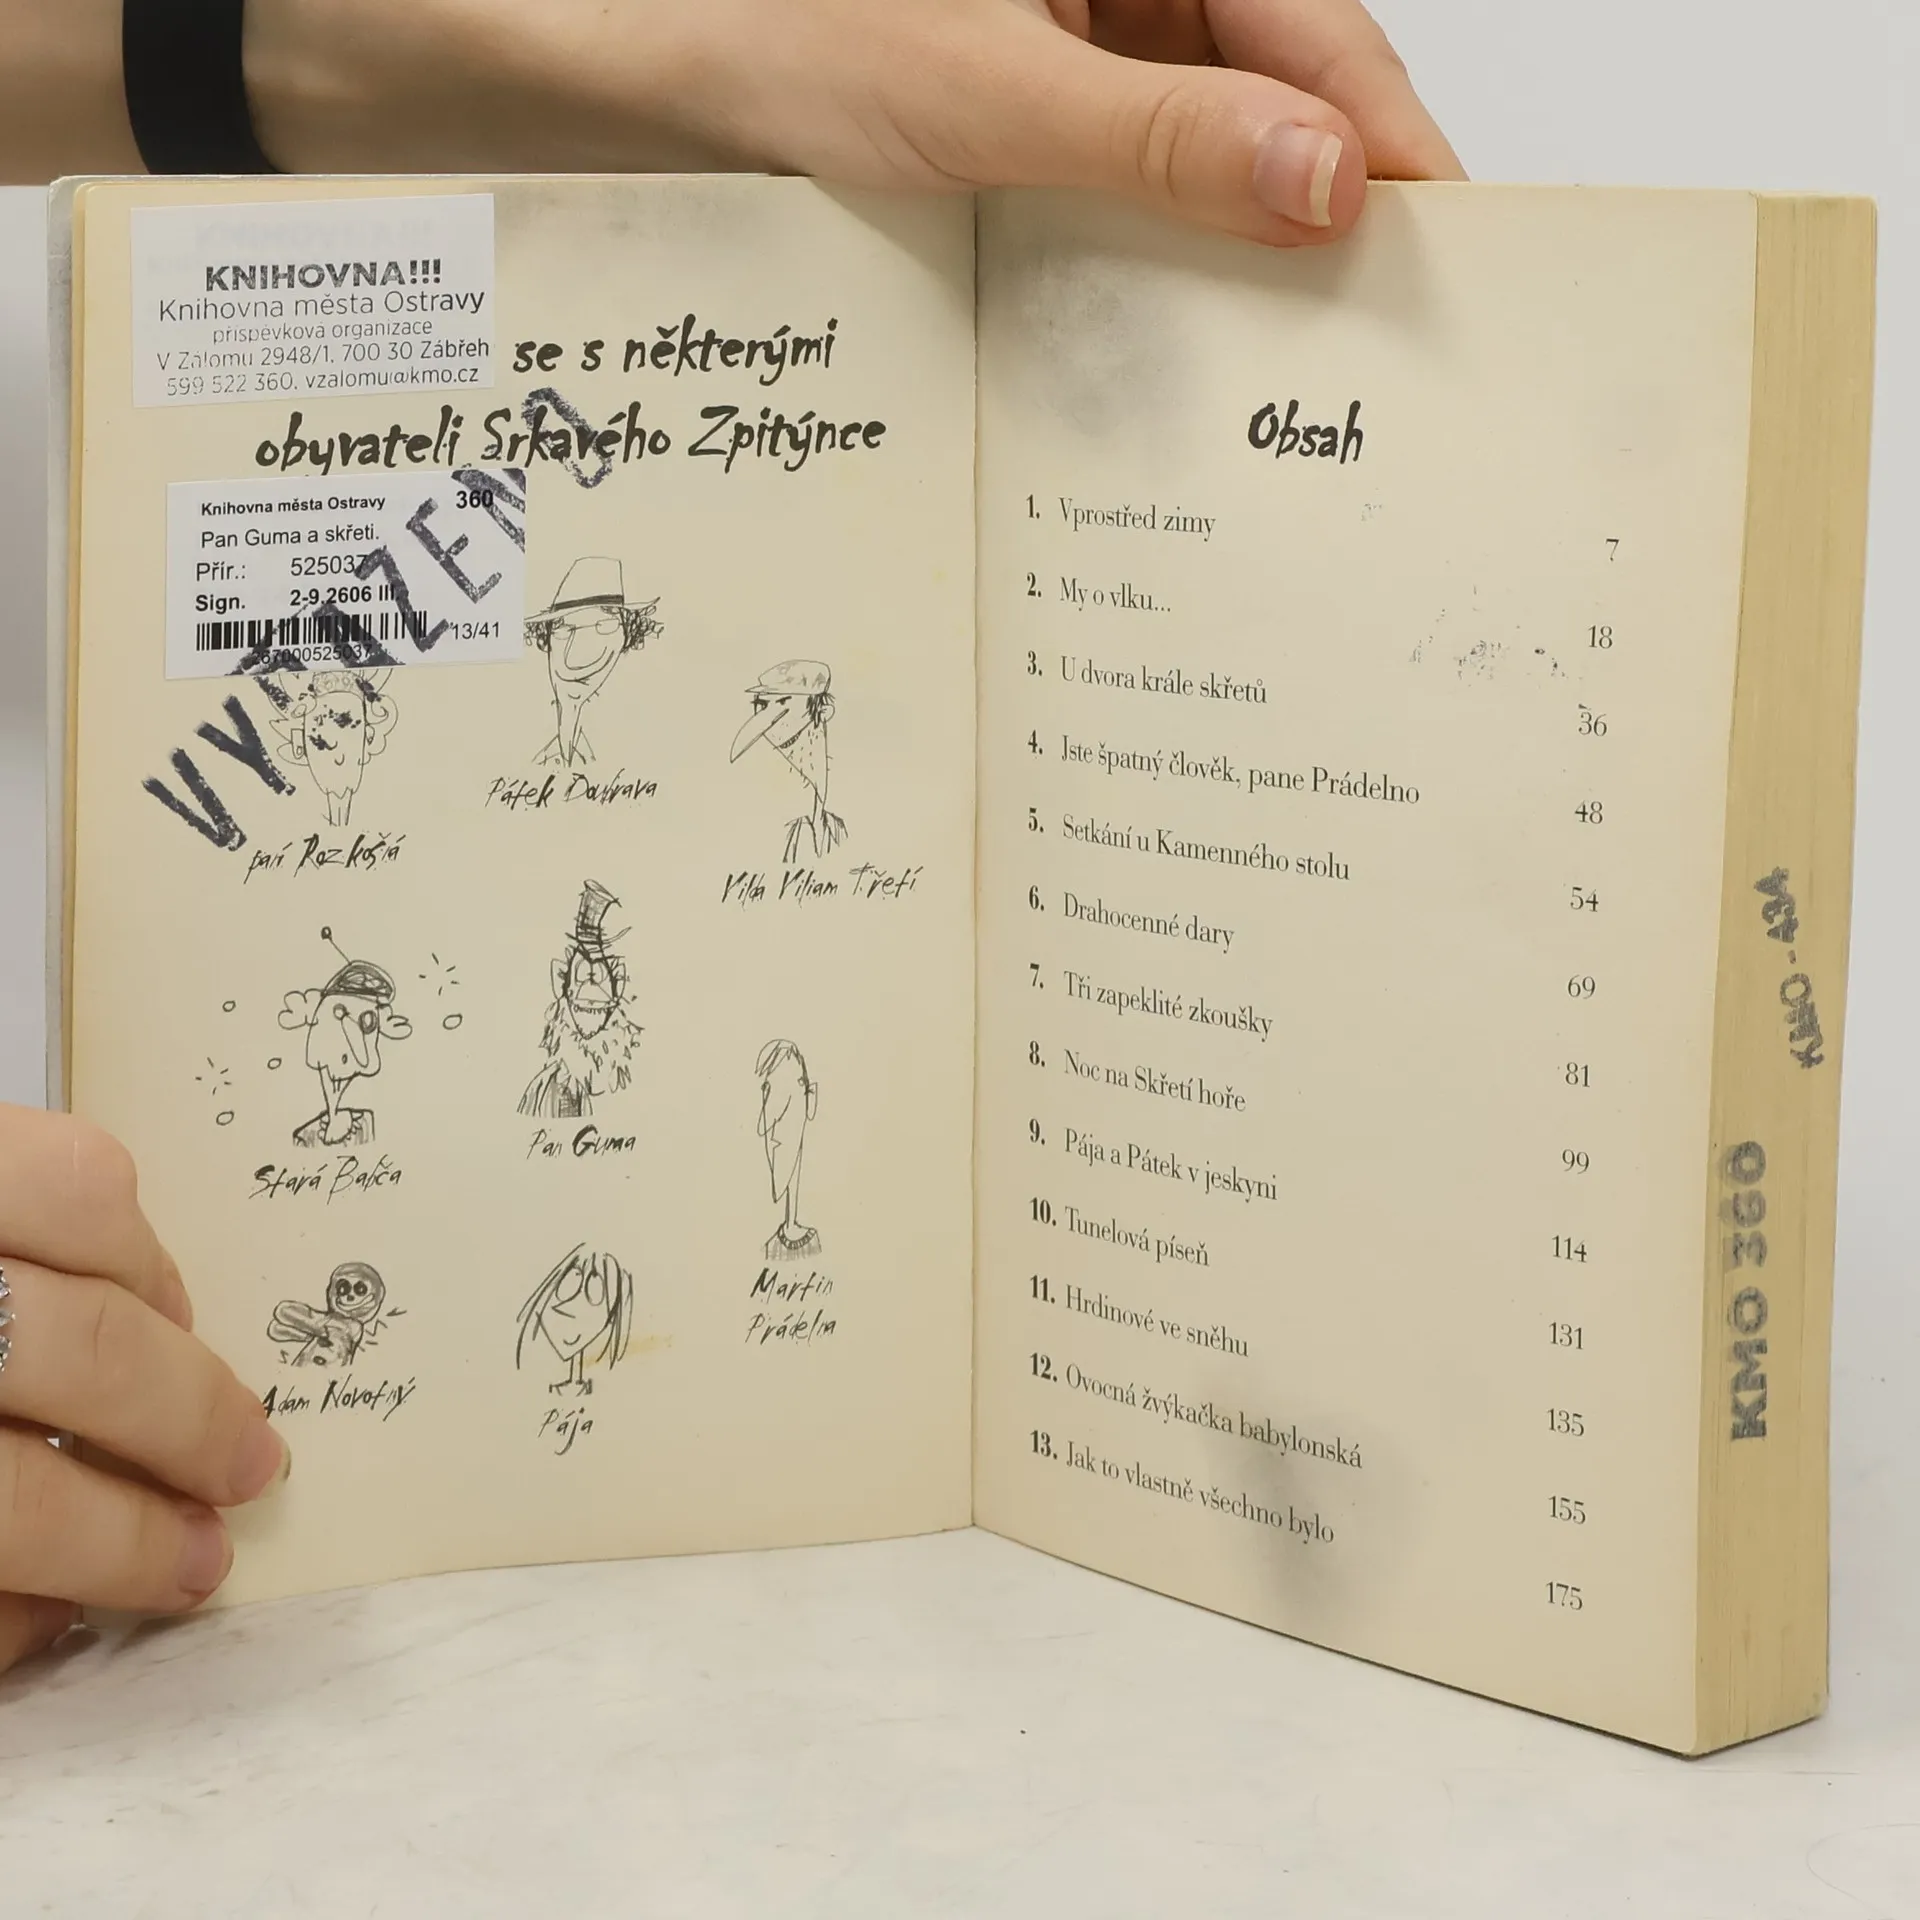 KNIHOVNA!!!
Knihovna města Ostravy
příspěvková organizace
V Zálomu 2948/1, 700 30 Zábřeh
599 522 360, vzalomu@kmo.cz
se s některými
obyvateli Srkavého Zpitýnce
Knihovna města Ostravy 360
Pan Guma a skřeti.
Přír.: 525037
Sign. 2-9.2606 III.
13/41
267000525037
VYŘAZENO
paní Rozkošná
Pátek Doubrava
Vilda Viliam Třetí
Stará Babča
Pan Guma
Martin
Prádelna
Adam Novotný
Pája
Obsah
1. Vprostřed zimy 7
2. My o vlku... 18
3. U dvora krále skřetů 36
4. Jste špatný člověk, pane Prádelno 48
5. Setkání u Kamenného stolu 54
6. Drahocenné dary 69
7. Tři zapeklité zkoušky 81
8. Noc na Skřetí hoře 99
9. Pája a Pátek v jeskyni 114
10. Tunelová píseň 131
11. Hrdinové ve sněhu 135
12. Ovocná žvýkačka babylonská 155
13. Jak to vlastně všechno bylo 175
KMO 360